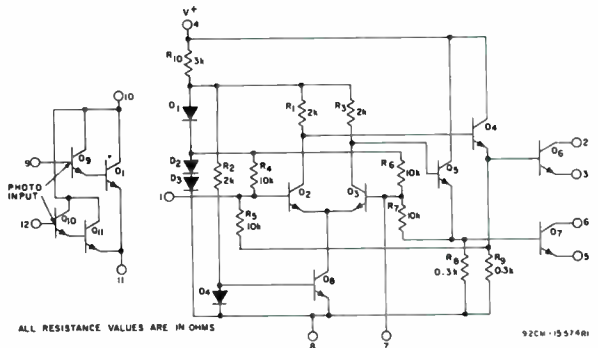 V+
4
R10 3k
10
D1
R1 2k
R3 2k
Q4
2
Q9
Q1
9
D2
D3
R2 2k
R4 10k
R6 10k
Q5
Q6
3
PHOTO INPUT
1
Q2
Q3
R7 10k
6
12
Q10
Q11
R5 10k
Q7
R8 0.3k
R9 0.3k
5
11
D4
Q8
ALL RESISTANCE VALUES ARE IN OHMS
8
7
92CM-15574R1